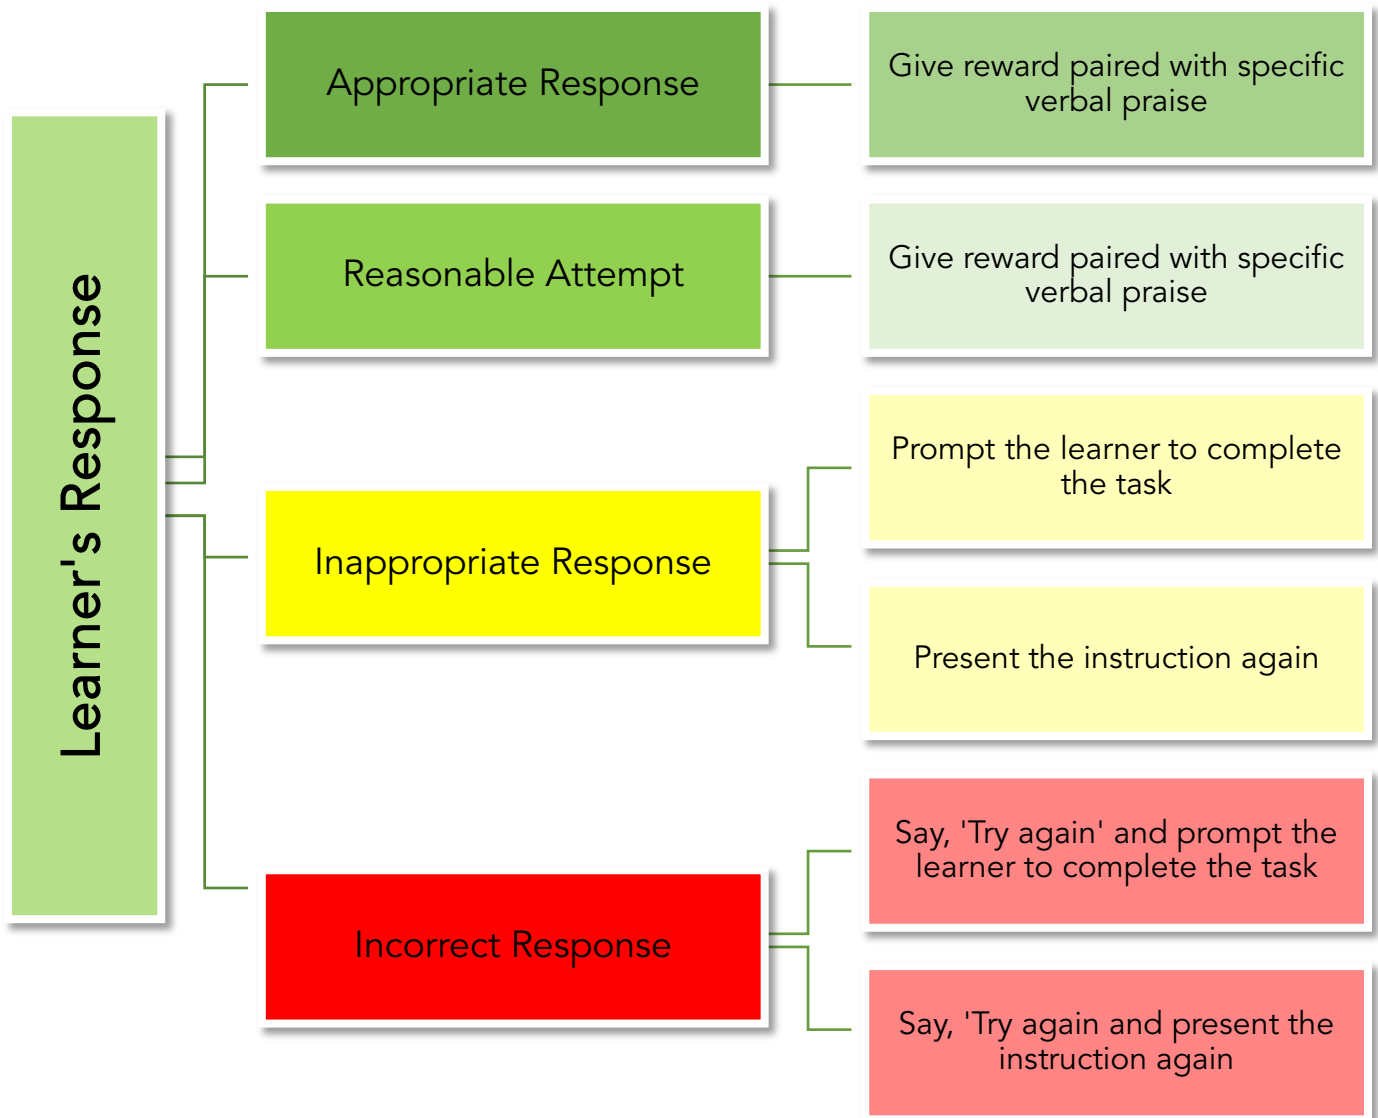 Learner's Response
Appropriate Response
Give reward paired with specific
verbal praise
Reasonable Attempt
Give reward paired with specific
verbal praise
Inappropriate Response
Prompt the learner to complete
the task
Present the instruction again
Incorrect Response
Say, 'Try again' and prompt the
learner to complete the task
Say, 'Try again and present the
instruction again